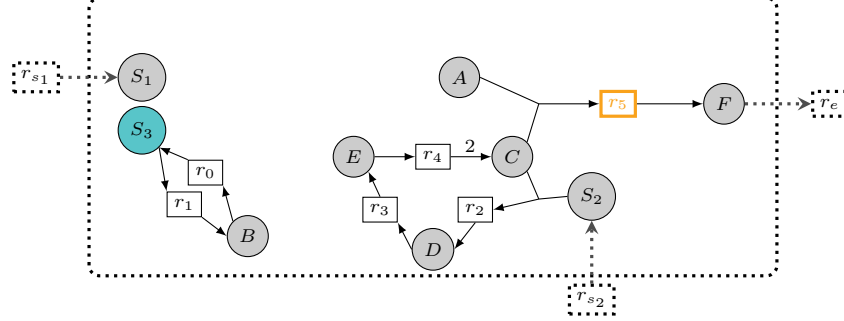 r_{s_1}
S_1
A
r_5
F
r_e
S_3
E
r_4
2
C
r_0
r_1
r_3
r_2
S_2
B
D
r_{s_2}